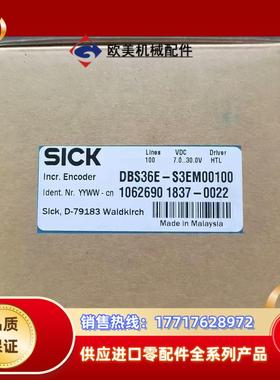 欧美机械配件
SICK
Lines VDC Driver
100 7.0...30.0V HTL
Incr. Encoder DBS36E-S3EM00100
Ident. Nr. YYWW-cn 1062690 1837-0022
Sick, D-79183 Waldkirch
Made in Malaysia
品
保
销售热线：17717628972
供应进口零配件全系列产品